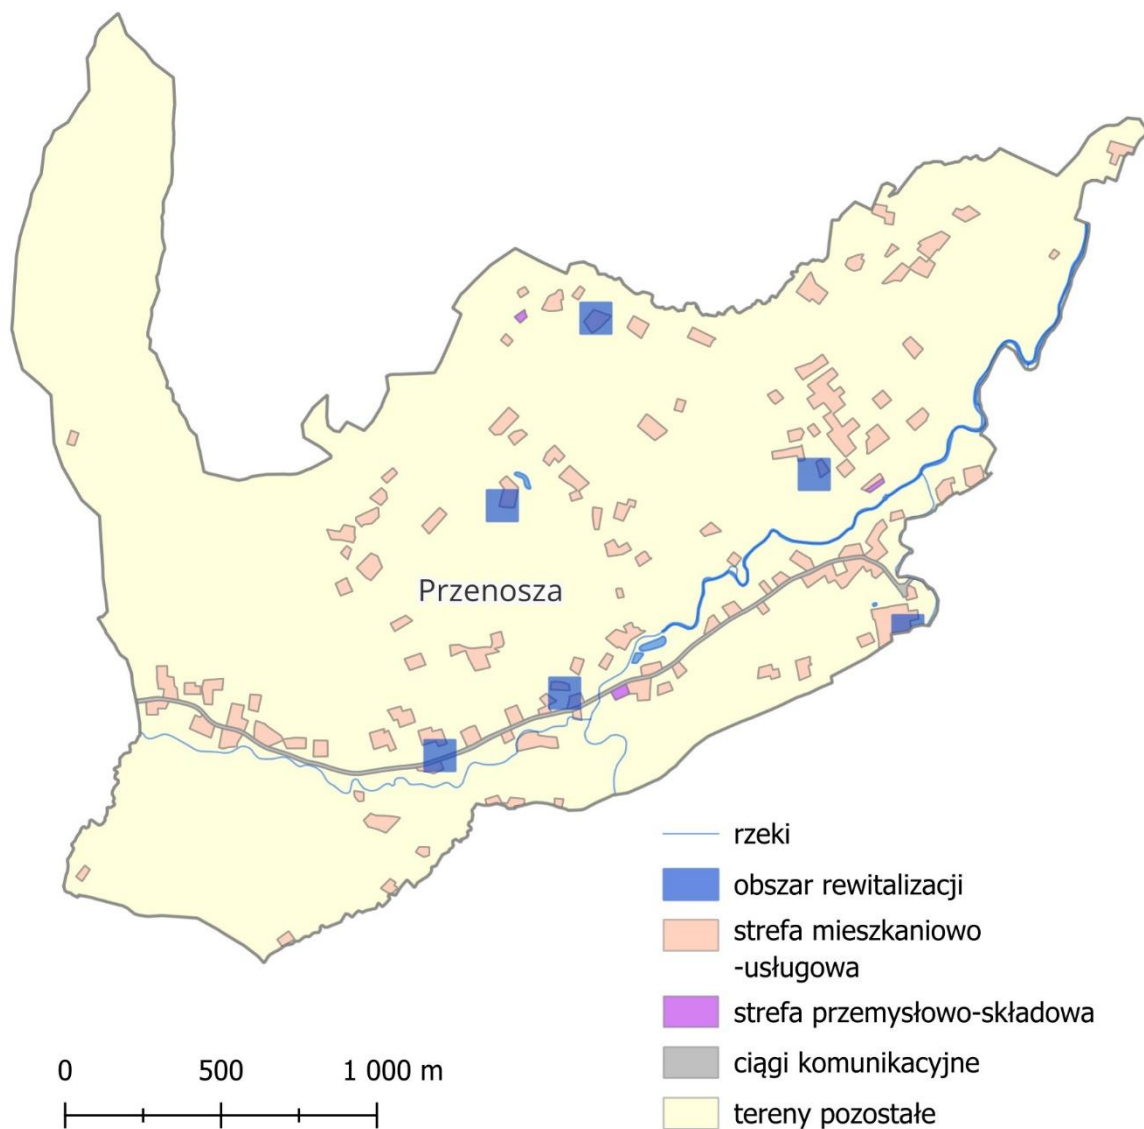 Przenosza
rzeki
obszar rewitalizacji
strefa mieszkaniowo
-usługowa
strefa przemysłowo-składowa
ciągi komunikacyjne
tereny pozostałe
0 500 1 000 m